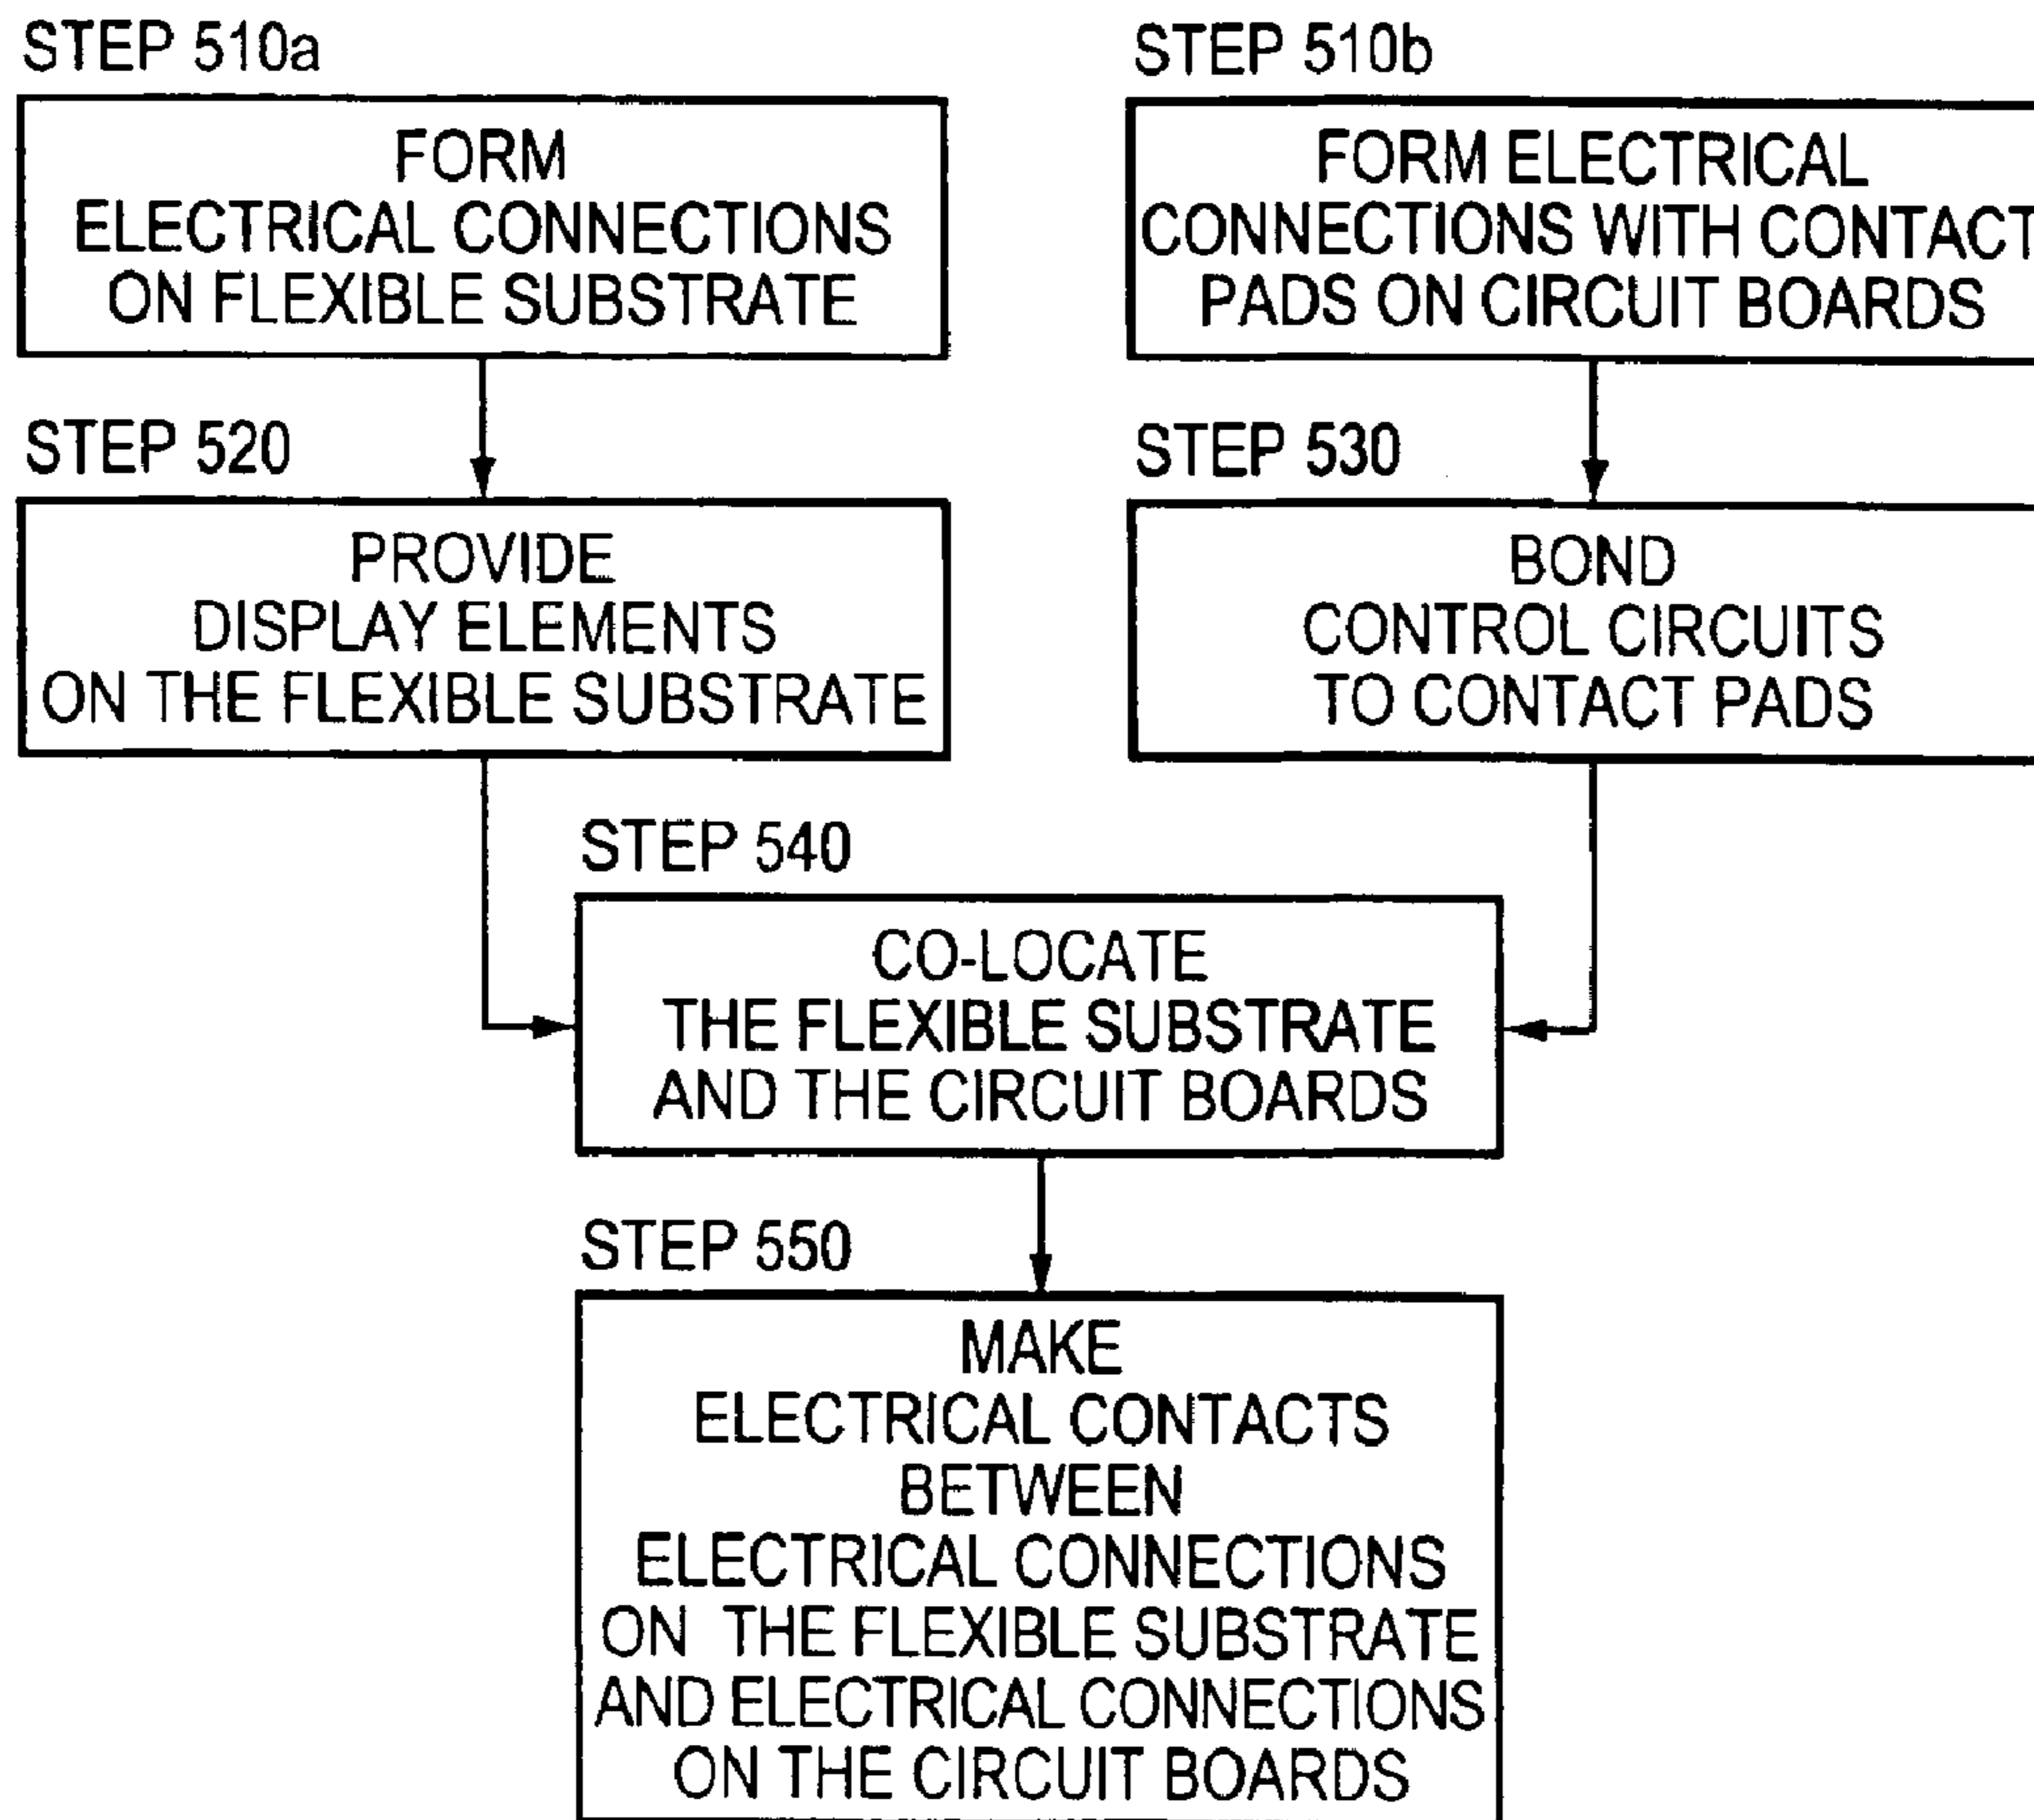 STEP 510a
FORM
ELECTRICAL CONNECTIONS
ON FLEXIBLE SUBSTRATE
STEP 510b
FORM ELECTRICAL
CONNECTIONS WITH CONTACT
PADS ON CIRCUIT BOARDS
STEP 520
PROVIDE
DISPLAY ELEMENTS
ON THE FLEXIBLE SUBSTRATE
STEP 530
BOND
CONTROL CIRCUITS
TO CONTACT PADS
STEP 540
CO-LOCATE
THE FLEXIBLE SUBSTRATE
AND THE CIRCUIT BOARDS
STEP 550
MAKE
ELECTRICAL CONTACTS
BETWEEN
ELECTRICAL CONNECTIONS
ON THE FLEXIBLE SUBSTRATE
AND ELECTRICAL CONNECTIONS
ON THE CIRCUIT BOARDS